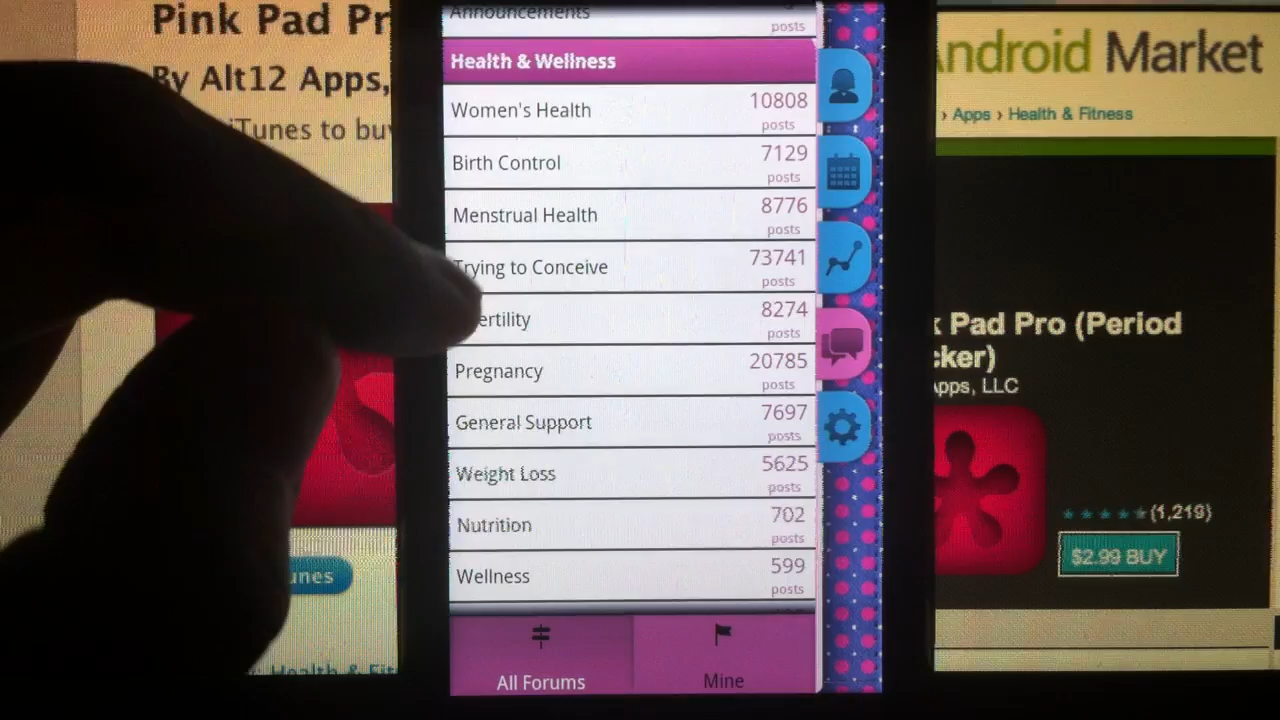 Pink Pad Pr
By Alt12 Apps,
iTunes to buy
unes
Health & Fit
Announcements
posts
Health & Wellness
Women's Health 10808 posts
Birth Control 7129 posts
Menstrual Health 8776 posts
Trying to Conceive 73741 posts
ertility 8274 posts
Pregnancy 20785 posts
General Support 7697 posts
Weight Loss 5625 posts
Nutrition 702 posts
Wellness 599 posts
All Forums
Mine
ndroid Market
› Apps › Health & Fitness
k Pad Pro (Period
cker)
Apps, LLC
(1,219)
$2.99 BUY